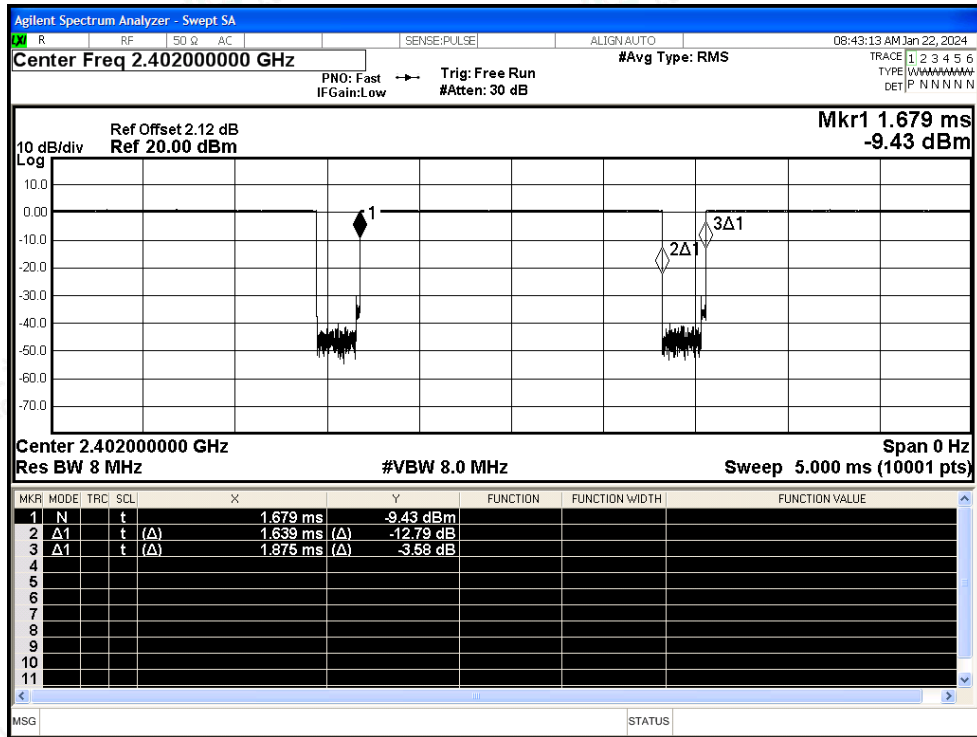 Agilent Spectrum Analyzer - Swept SA
LXI R RF 50 Ω AC SENSE:PULSE ALIGN AUTO 08:43:13 AM Jan 22, 2024
Center Freq 2.402000000 GHz #Avg Type: RMS TRACE 1 2 3 4 5 6
PNO: Fast Trig: Free Run TYPE WWWWWW
IFGain:Low #Atten: 30 dB DET P N N N N N
Mkr1 1.679 ms
-9.43 dBm
Ref Offset 2.12 dB
10 dB/div Ref 20.00 dBm
Log
10.0
0.00
-10.0
-20.0
-30.0
-40.0
-50.0
-60.0
-70.0
1
2Δ1
3Δ1
Center 2.402000000 GHz Span 0 Hz
Res BW 8 MHz #VBW 8.0 MHz Sweep 5.000 ms (10001 pts)
MKR MODE TRC SCL X Y FUNCTION FUNCTION WIDTH FUNCTION VALUE
1 N t 1.679 ms -9.43 dBm
2 Δ1 t (Δ) 1.639 ms (Δ) -12.79 dB
3 Δ1 t (Δ) 1.875 ms (Δ) -3.58 dB
4
5
6
7
8
9
10
11
MSG STATUS